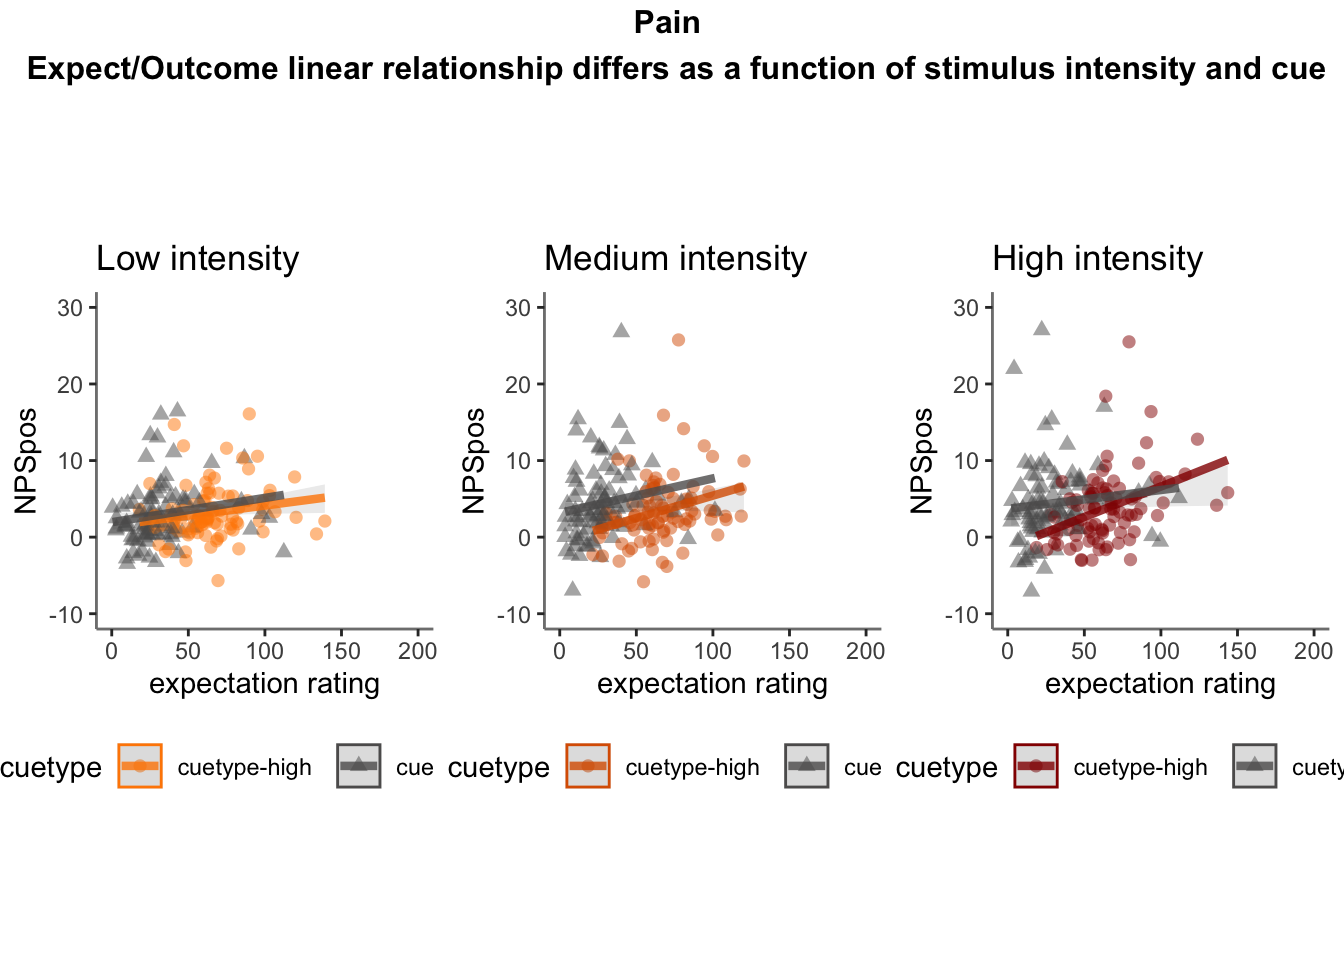 Pain
Expect/Outcome linear relationship differs as a function of stimulus intensity and cue
Low intensity
30
20
10
0
-10
NPSpos
0 50 100 150 200
expectation rating
Medium intensity
30
20
10
0
-10
NPSpos
0 50 100 150 200
expectation rating
High intensity
30
20
10
0
-10
NPSpos
0 50 100 150 200
expectation rating
cuetype cuetype-high cue
cuetype cuetype-high cue
cuetype cuetype-high cuety